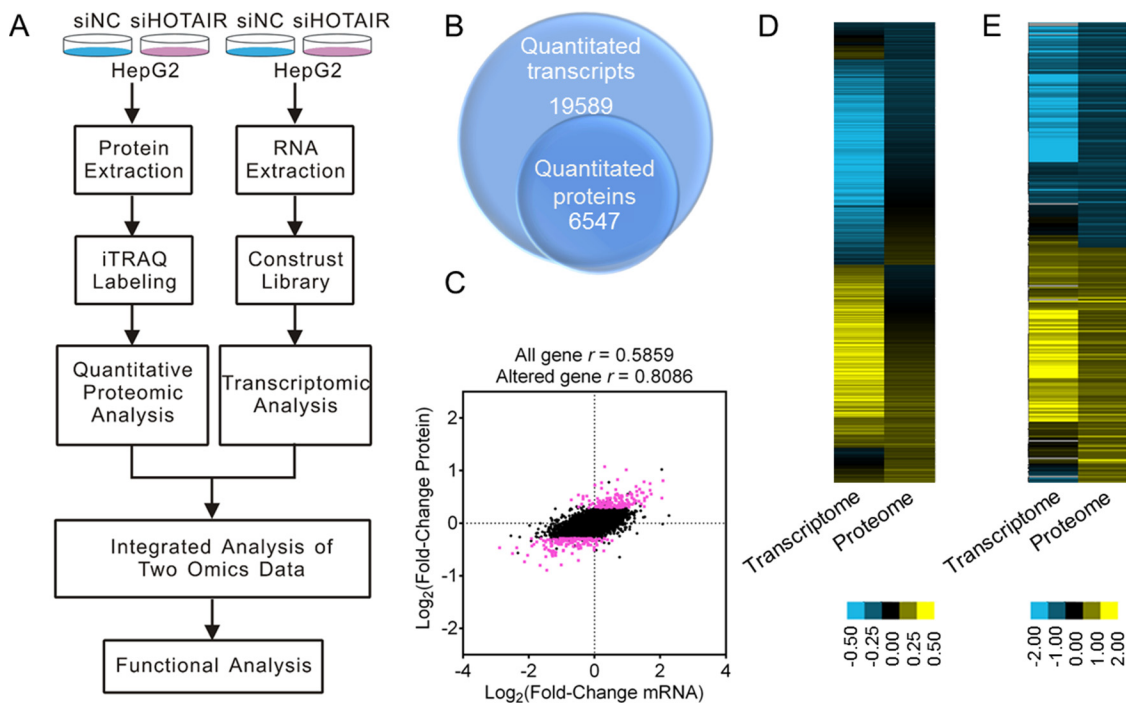 A
siNC siHOTAIR siNC siHOTAIR
HepG2 HepG2
Protein
Extraction
RNA
Extraction
iTRAQ
Labeling
Construst
Library
Quantitative
Proteomic
Analysis
Transcriptomic
Analysis
Integrated Analysis of
Two Omics Data
Functional Analysis
B
Quantitated
transcripts
19589
Quantitated
proteins
6547
C
All gene r = 0.5859
Altered gene r = 0.8086
Log2(Fold-Change Protein)
2
1
0
-1
-2
-4 -2 0 2 4
Log2(Fold-Change mRNA)
D
Transcriptome
Proteome
-0.50
-0.25
0.00
0.25
0.50
E
Transcriptome
Proteome
-2.00
-1.00
0.00
1.00
2.00